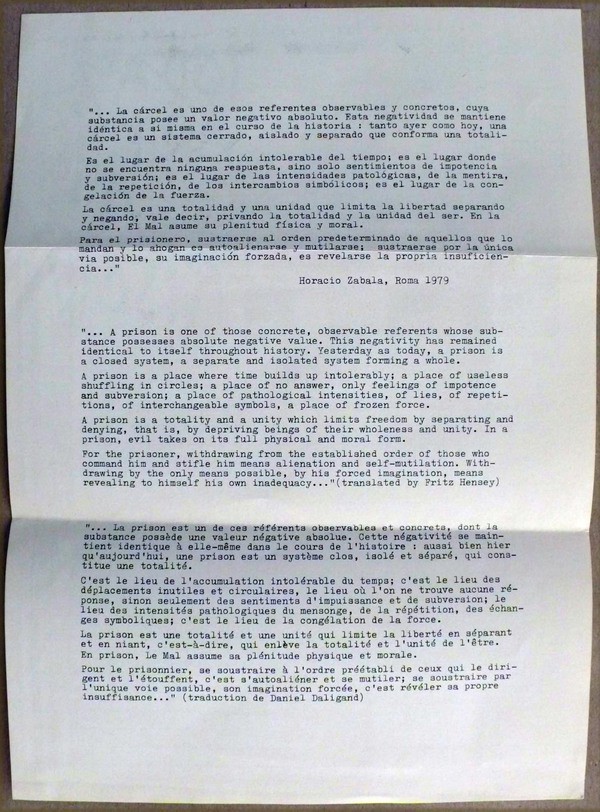 "... La cárcel es uno de esos referentes observables y concretos, cuya
substancia posee un valor negativo absoluto. Esta negatividad se mantiene
idéntica a si misma en el curso de la historia : tanto ayer como hoy, una
cárcel es un sistema cerrado, aislado y separado que conforma una totali-
dad.
Es el lugar de la acumulación intolerable del tiempo; es el lugar donde
no se encuentra ninguna respuesta, sino solo sentimientos de impotencia
y subversión; es el lugar de las intensidades patológicas, de la mentira,
de la repetición, de los intercambios simbólicos; es el lugar de la con-
gelación de la fuerza.
La cárcel es una totalidad y una unidad que limita la libertad separando
y negando, vale decir, privando la totalidad y la unidad del ser. En la
cárcel, El Mal asume su plenitud física y moral.
Para el prisionero, sustraerse al orden predeterminado de aquellos que lo
mandan y lo ahogan es autoalienarse y mutilarse; sustraerse por la única
via posible, su imaginación forzada, es revelarse la propria insuficien-
cia..."
Horacio Zabala, Roma 1979
"... A prison is one of those concrete, observable referents whose sub-
stance possesses absolute negative value. This negativity has remained
identical to itself throughout history. Yesterday as today, a prison is
a closed system, a separate and isolated system forming a whole.
A prison is a place where time builds up intolerably; a place of useless
shuffling in circles; a place of no answer, only feelings of impotence
and subversion; a place of pathological intensities, of lies, of repeti-
tions, of interchangeable symbols, a place of frozen force.
A prison is a totality and a unity which limits freedom by separating and
denying, that is, by depriving beings of their wholeness and unity. In a
prison, evil takes on its full physical and moral form.
For the prisoner, withdrawing from the established order of those who
command him and stifle him means alienation and self-mutilation. With-
drawing by the only means possible, by his forced imagination, means
revealing to himself his own inadequacy..."(translated by Fritz Hensey)
"... La prison est un de ces référents observables et concrets, dont la
substance possède une valeur négative absolue. Cette négativité se main-
tient identique à elle-même dans le cours de l'histoire : aussi bien hier
qu'aujourd'hui, une prison est un système clos, isolé et séparé, qui cons-
titue une totalité.
C'est le lieu de l'accumulation intolérable du temps; c'est le lieu des
déplacements inutiles et circulaires, le lieu où l'on ne trouve aucune ré-
ponse, sinon seulement des sentiments d'impuissance et de subversion; le
lieu des intensités pathologiques du mensonge, de la répétition, des échan-
ges symboliques; c'est le lieu de la congélation de la force.
La prison est une totalité et une unité qui limite la liberté en séparant
et en niant, c'est-à-dire, qui enlève la totalité et l'unité de l'être.
En prison, Le Mal assume sa plénitude physique et morale.
Pour le prisonnier, se soustraire à l'ordre préétabli de ceux qui le diri-
gent et l'étouffent, c'est s'autoaliéner et se mutiler; se soustraire par
l'unique voie possible, son imagination forcée, c'est révéler sa propre
insuffisance..." (traduction de Daniel Daligand)